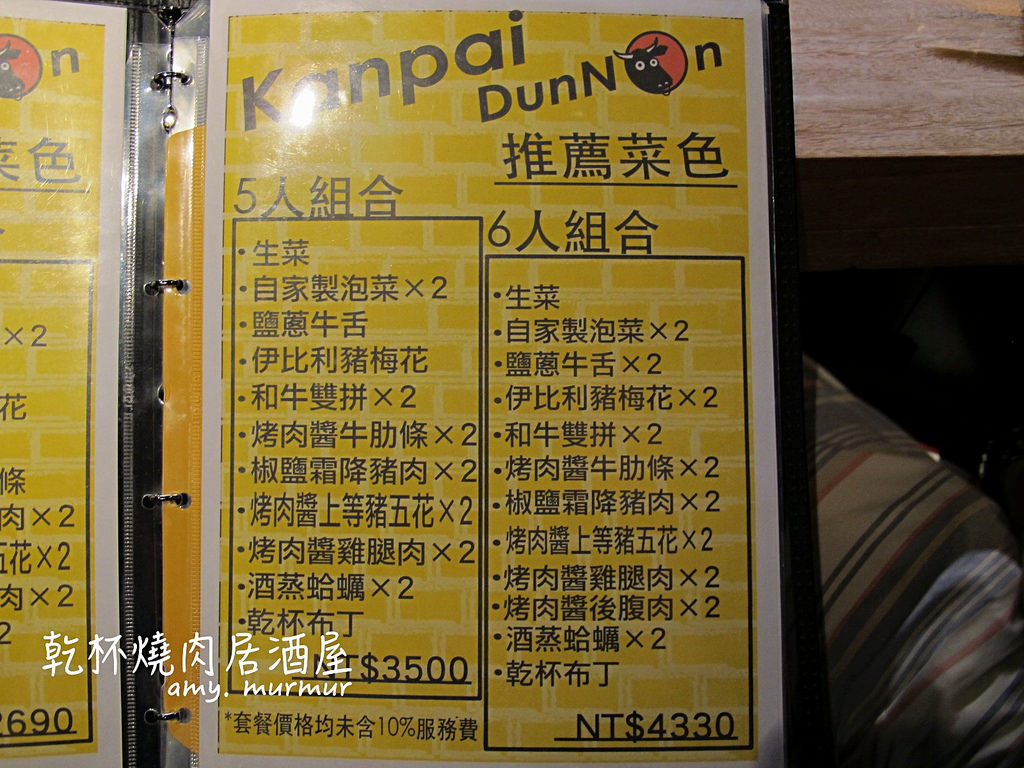 n
菜色
×2
花
條
肉×2
五花×2
肉×2
2
2690
Kanpai
DunNOn
推薦菜色
5人組合
·生菜
·自家製泡菜×2
·鹽蔥牛舌
·伊比利豬梅花
·和牛雙拼×2
·烤肉醬牛肋條×2
·椒鹽霜降豬肉×2
·烤肉醬上等豬五花×2
·烤肉醬雞腿肉×2
·酒蒸蛤蠣×2
·乾杯布丁
NT$3500
*套餐價格均未含10%服務費
6人組合
·生菜
·自家製泡菜×2
·鹽蔥牛舌×2
·伊比利豬梅花×2
·和牛雙拼×2
·烤肉醬牛肋條×2
·椒鹽霜降豬肉×2
·烤肉醬上等豬五花×2
·烤肉醬雞腿肉×2
·烤肉醬後腹肉×2
·酒蒸蛤蠣×2
·乾杯布丁
NT$4330
乾杯燒肉居酒屋
amy. murmur